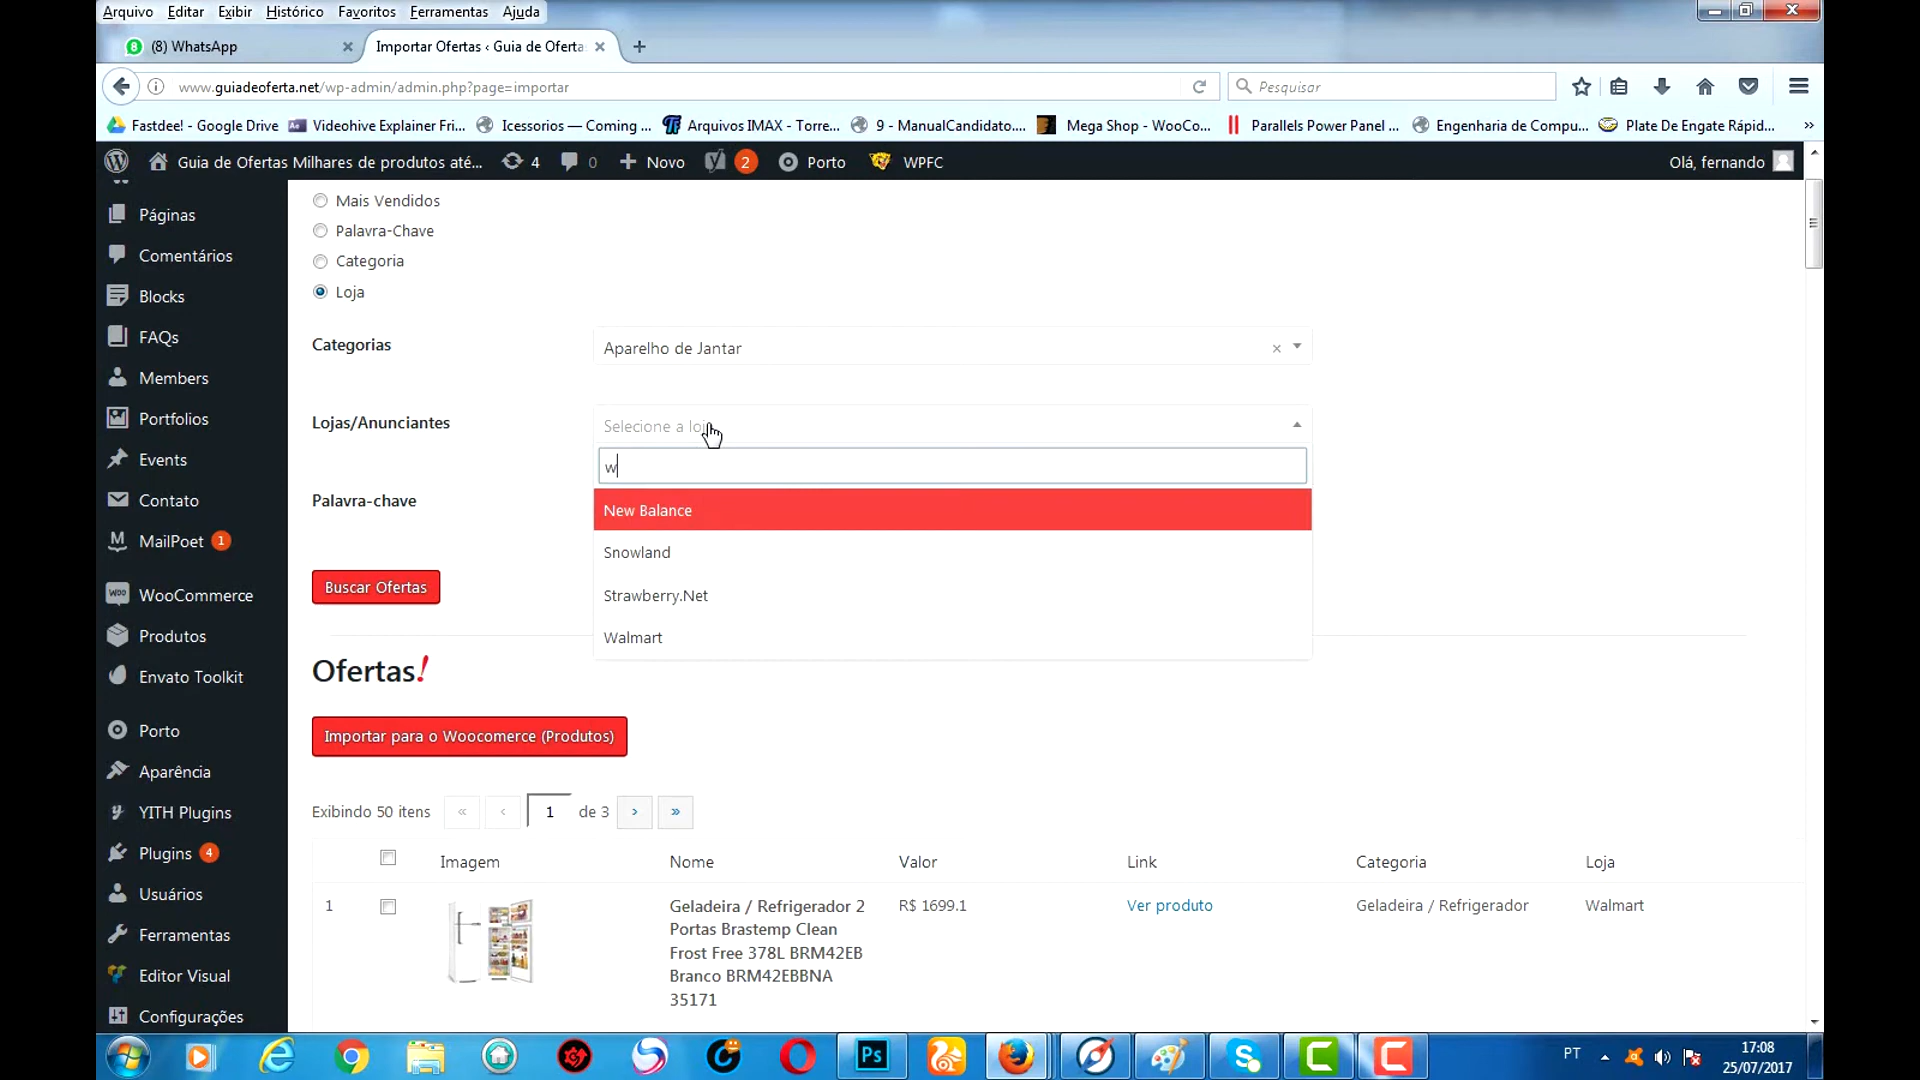 Arquivo Editar Exibir Histórico Favoritos Ferramentas Ajuda
(8) WhatsApp
Importar Ofertas ‹ Guia de Oferta
www.guiadeoferta.net/wp-admin/admin.php?page=importar
Pesquisar
Fastdee! - Google Drive
Videohive Explainer Fri...
Icessorios — Coming ...
Arquivos IMAX - Torre...
9 - ManualCandidato....
Mega Shop - WooCo...
Parallels Power Panel ...
Engenharia de Compu...
Plate De Engate Rápid...
Guia de Ofertas Milhares de produtos até...
4
0
Novo
2
Porto
WPFC
Olá, fernando
Páginas
Comentários
Blocks
FAQs
Members
Portfolios
Events
Contato
MailPoet 1
WooCommerce
Produtos
Envato Toolkit
Porto
Aparência
YITH Plugins
Plugins 4
Usuários
Ferramentas
Editor Visual
Configurações
Mais Vendidos
Palavra-Chave
Categoria
Loja
Categorias
Aparelho de Jantar
Lojas/Anunciantes
Selecione a
w
Palavra-chave
New Balance
Snowland
Strawberry.Net
Walmart
Buscar Ofertas
Ofertas!
Importar para o Woocomerce (Produtos)
Exibindo 50 itens « ‹ 1 de 3 › »
Imagem Nome Valor Link Categoria Loja
1
Geladeira / Refrigerador 2
Portas Brastemp Clean
Frost Free 378L BRM42EB
Branco BRM42EBBNA
35171
R$ 1699.1
Ver produto
Geladeira / Refrigerador
Walmart
Ps
PT
17:08
25/07/2017